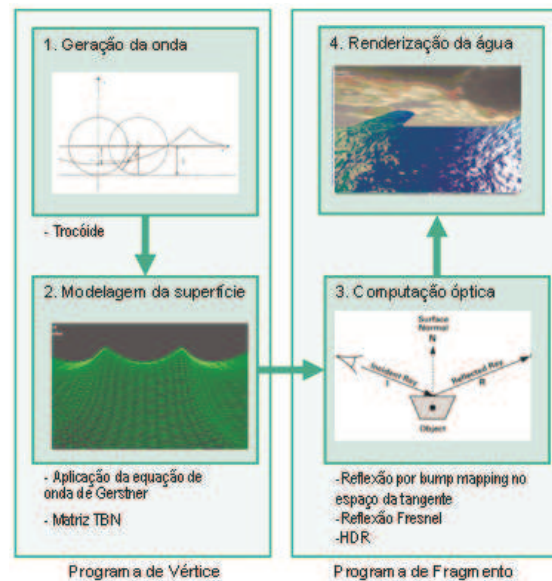 1. Geração da onda
- Trocóide
2. Modelagem da superfície
- Aplicação da equação de
onda de Gerstner
- Matriz TBN
Programa de Vértice
4. Renderização da água
3. Computação óptica
Surface
Normal
N
Incident Ray
I
Reflected Ray
R
Object
-Reflexão por bump mapping no
espaço da tangente
-Reflexão Fresnel
-HDR
Programa de Fragmento